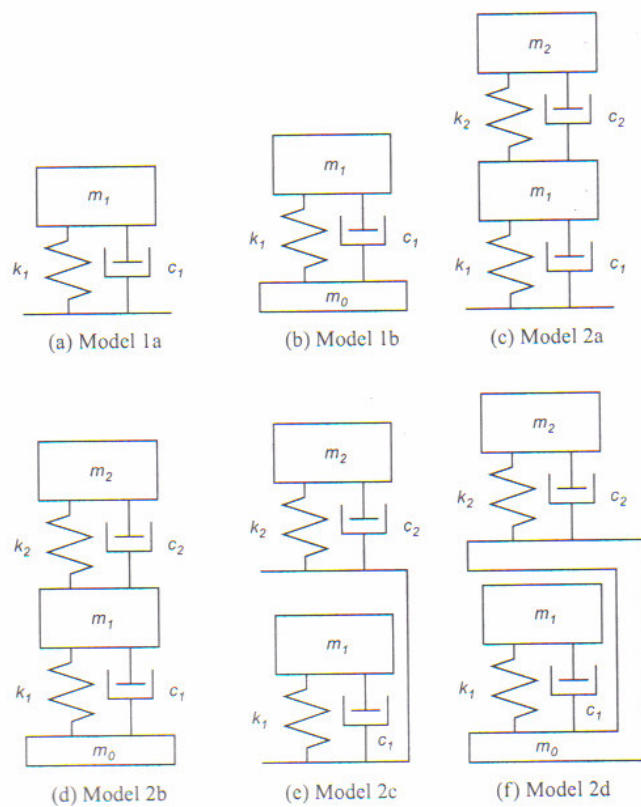 m₂
k₂
c₂
m₁
m₁
m₁
k₁
c₁
k₁
c₁
k₁
c₁
m₀
(a) Model 1a
(b) Model 1b
(c) Model 2a
m₂
m₂
m₂
k₂
c₂
k₂
c₂
k₂
c₂
m₁
m₁
m₁
k₁
c₁
k₁
c₁
k₁
c₁
m₀
m₀
(d) Model 2b
(e) Model 2c
(f) Model 2d